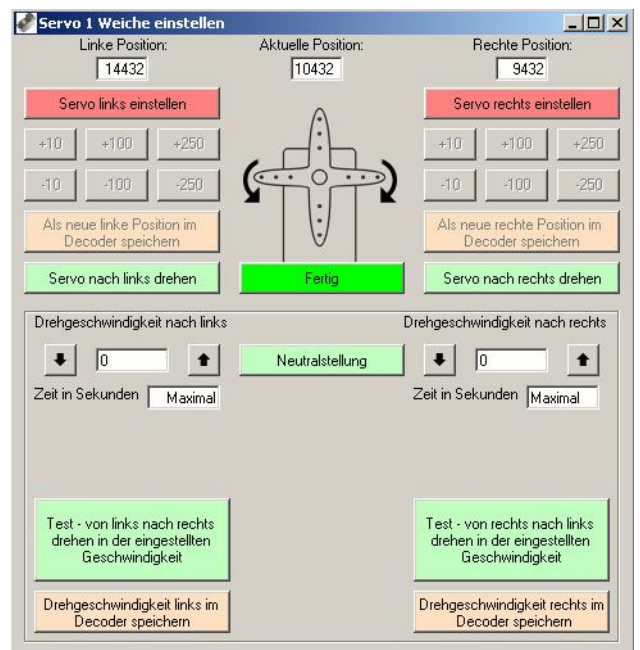 Servo 1 Weiche einstellen
Linke Position:
Aktuelle Position:
Rechte Position:
14432
10432
9432
Servo links einstellen
Servo rechts einstellen
+10 +100 +250
+10 +100 +250
-10 -100 -250
-10 -100 -250
Als neue linke Position im
Decoder speichern
Als neue rechte Position im
Decoder speichern
Servo nach links drehen
Fertig
Servo nach rechts drehen
Drehgeschwindigkeit nach links
Drehgeschwindigkeit nach rechts
0
Neutralstellung
0
Zeit in Sekunden Maximal
Zeit in Sekunden Maximal
Test - von links nach rechts
drehen in der eingestellten
Geschwindigkeit
Test - von rechts nach links
drehen in der eingestellten
Geschwindigkeit
Drehgeschwindigkeit links im
Decoder speichern
Drehgeschwindigkeit rechts im
Decoder speichern